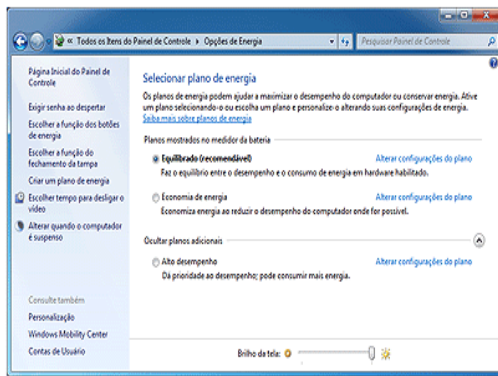 « Todos os Itens do Painel de Controle ▸ Opções de Energia
Pesquisar Painel de Controle
Página Inicial do Painel de
Controle
Exigir senha ao despertar
Escolher a função dos botões
de energia
Escolher a função do
fechamento da tampa
Criar um plano de energia
Escolher tempo para desligar o
vídeo
Alterar quando o computador
é suspenso
Consulte também
Personalização
Windows Mobility Center
Contas de Usuário
Selecionar plano de energia
Os planos de energia podem ajudar a maximizar o desempenho do computador ou conservar energia. Ative
um plano selecionando-o ou escolha um plano e personalize-o alterando suas configurações de energia.
Saiba mais sobre planos de energia
Planos mostrados no medidor da bateria
Equilibrado (recomendável) Alterar configurações do plano
Faz o equilíbrio entre o desempenho e o consumo de energia em hardware habilitado.
Economia de energia Alterar configurações do plano
Economiza energia ao reduzir o desempenho do computador onde for possível.
Ocultar planos adicionais
Alto desempenho Alterar configurações do plano
Dá prioridade ao desempenho; pode consumir mais energia.
Brilho da tela: